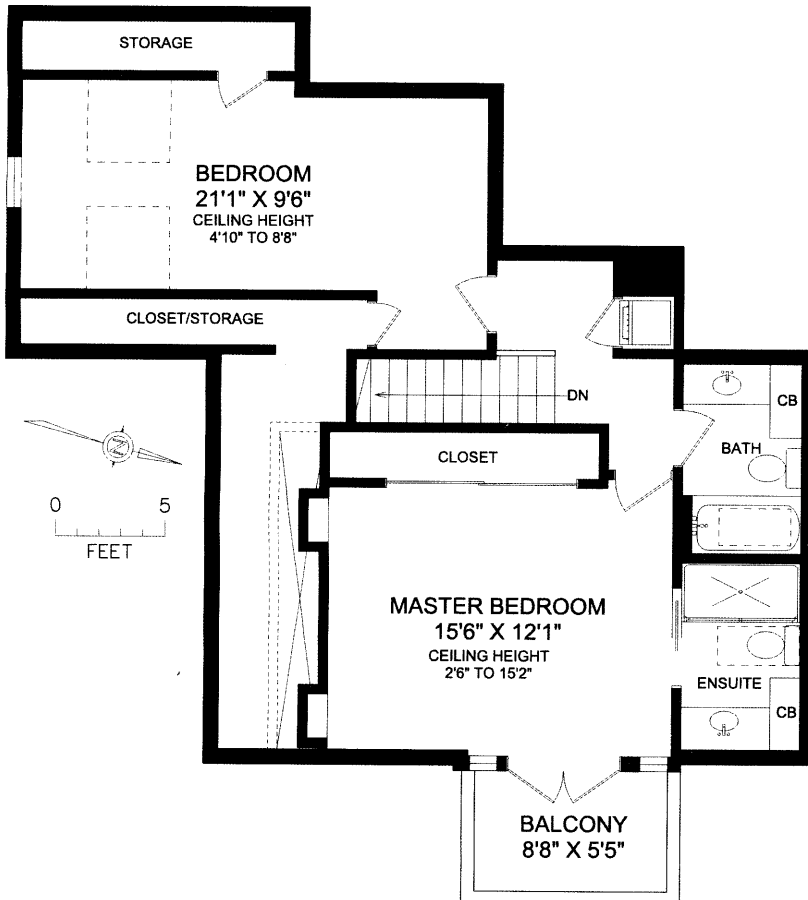 STORAGE
BEDROOM
21'1" X 9'6"
CEILING HEIGHT
4'10" TO 8'8"
CLOSET/STORAGE
DN
CB
BATH
CLOSET
N
0 5
FEET
MASTER BEDROOM
15'6" X 12'1"
CEILING HEIGHT
2'6" TO 15'2"
ENSUITE
CB
BALCONY
8'8" X 5'5"